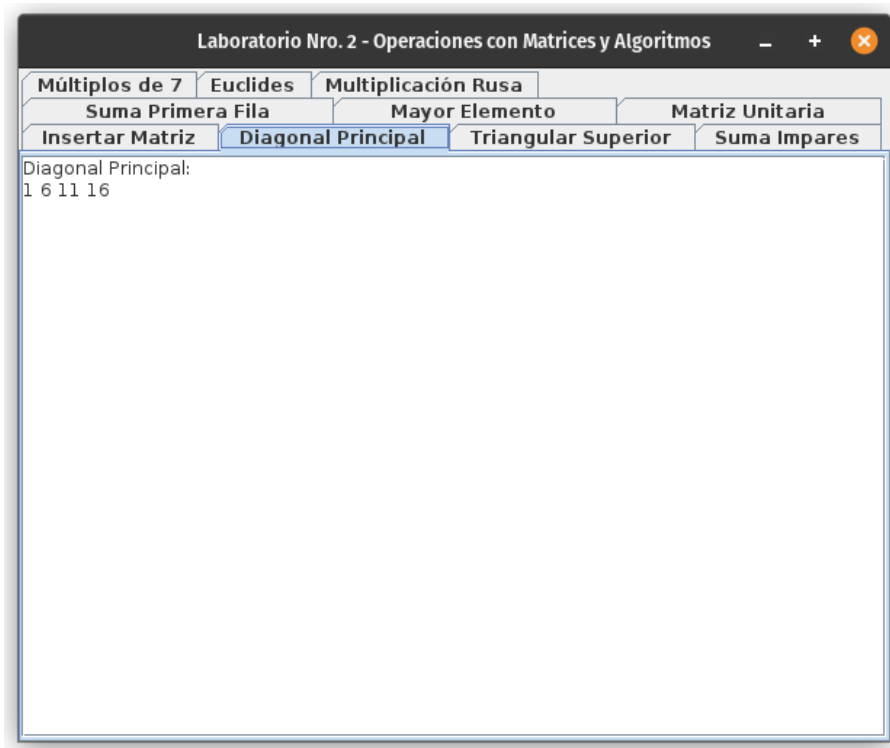 Laboratorio Nro. 2 - Operaciones con Matrices y Algoritmos
Múltiplos de 7 Euclides Multiplicación Rusa
Suma Primera Fila Mayor Elemento Matriz Unitaria
Insertar Matriz Diagonal Principal Triangular Superior Suma Impares
Diagonal Principal:
1 6 11 16